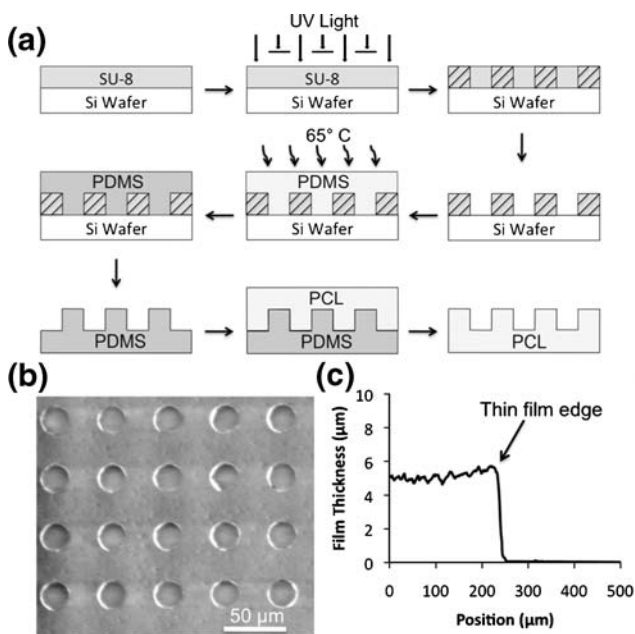 (a)
UV Light
SU-8
Si Wafer
SU-8
Si Wafer
Si Wafer
PDMS
Si Wafer
65° C
PDMS
Si Wafer
Si Wafer
PDMS
PCL
PDMS
PCL
(b)
50 µm
(c)
Film Thickness (µm)
10
8
6
4
2
0
Thin film edge
0 100 200 300 400 500
Position (µm)